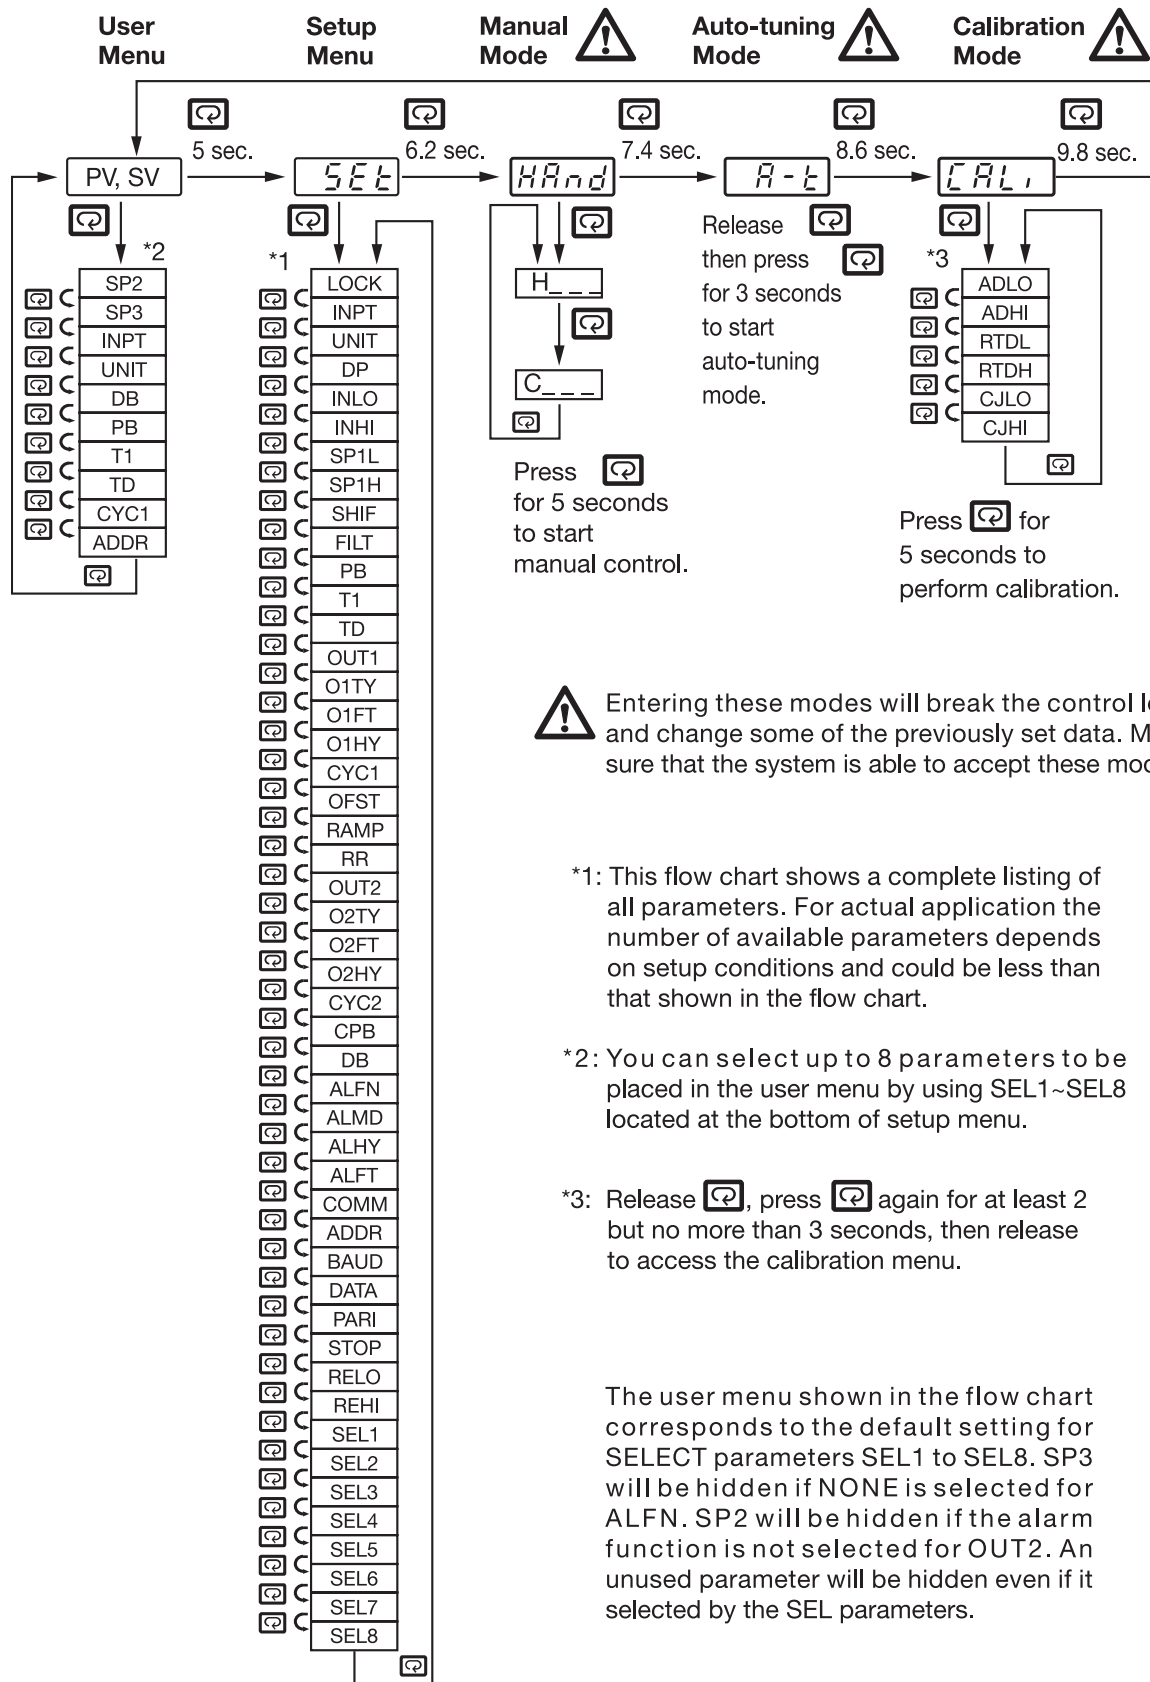 User
Menu
Setup
Menu
Manual
Mode
Auto-tuning
Mode
Calibration
Mode
5 sec.
6.2 sec.
7.4 sec.
8.6 sec.
9.8 sec.
PV, SV
SEt
HAnd
A-t
CALi
*2
SP2
SP3
INPT
UNIT
DB
PB
T1
TD
CYC1
ADDR
*1
LOCK
INPT
UNIT
DP
INLO
INHI
SP1L
SP1H
SHIF
FILT
PB
T1
TD
OUT1
O1TY
O1FT
O1HY
CYC1
OFST
RAMP
RR
OUT2
O2TY
O2FT
O2HY
CYC2
CPB
DB
ALFN
ALMD
ALHY
ALFT
COMM
ADDR
BAUD
DATA
PARI
STOP
RELO
REHI
SEL1
SEL2
SEL3
SEL4
SEL5
SEL6
SEL7
SEL8
H_ _ _
C_ _ _
Press
for 5 seconds
to start
manual control.
Release
then press
for 3 seconds
to start
auto-tuning
mode.
*3
ADLO
ADHI
RTDL
RTDH
CJLO
CJHI
Press for
5 seconds to
perform calibration.
Entering these modes will break the control
and change some of the previously set data.
sure that the system is able to accept these
*1: This flow chart shows a complete listing of
all parameters. For actual application the
number of available parameters depends
on setup conditions and could be less than
that shown in the flow chart.
*2: You can select up to 8 parameters to be
placed in the user menu by using SEL1~SEL8
located at the bottom of setup menu.
*3: Release , press again for at least 2
but no more than 3 seconds, then release
to access the calibration menu.
The user menu shown in the flow chart
corresponds to the default setting for
SELECT parameters SEL1 to SEL8. SP3
will be hidden if NONE is selected for
ALFN. SP2 will be hidden if the alarm
function is not selected for OUT2. An
unused parameter will be hidden even if it
selected by the SEL parameters.